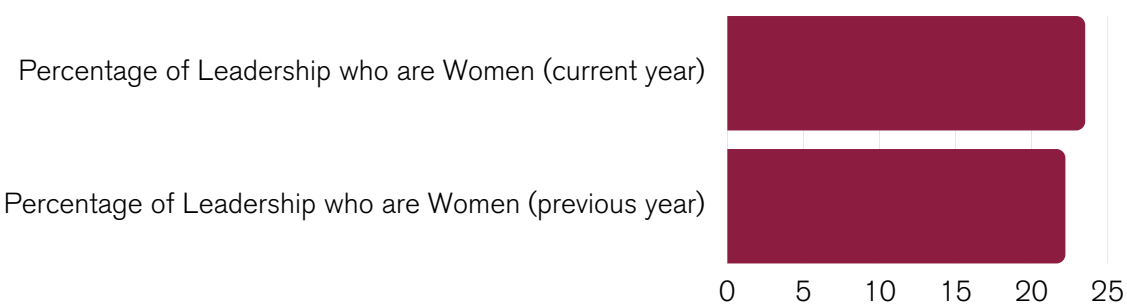 Percentage of Leadership who are Women (current year)
Percentage of Leadership who are Women (previous year)
0 5 10 15 20 25